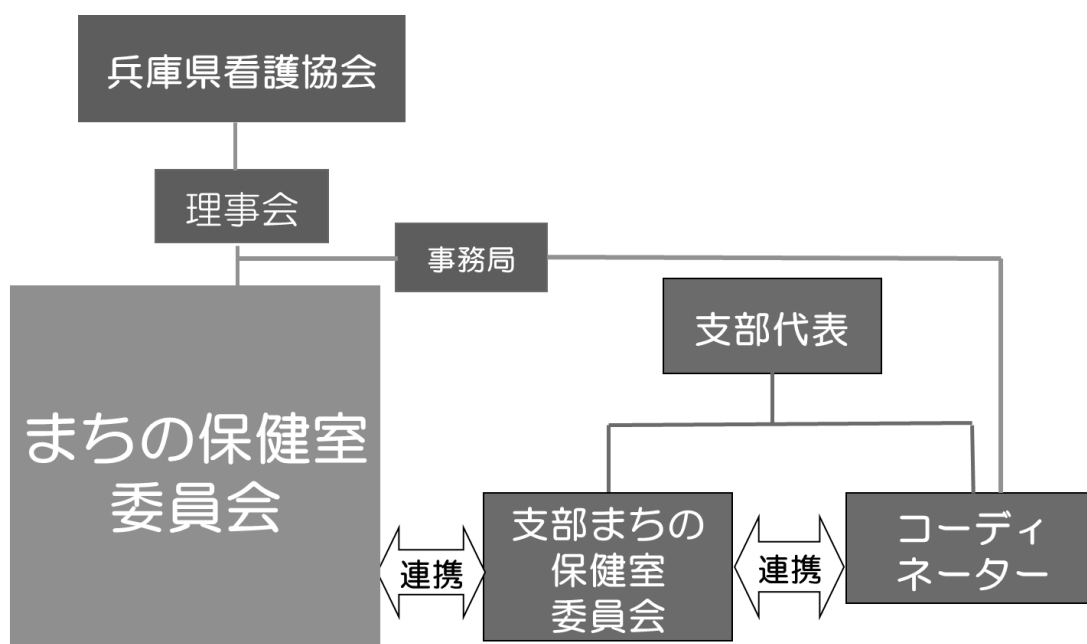 兵庫県看護協会
理事会
事務局
支部代表
まちの保健室
委員会
連携
支部まちの
保健室
委員会
連携
コーディ
ネーター